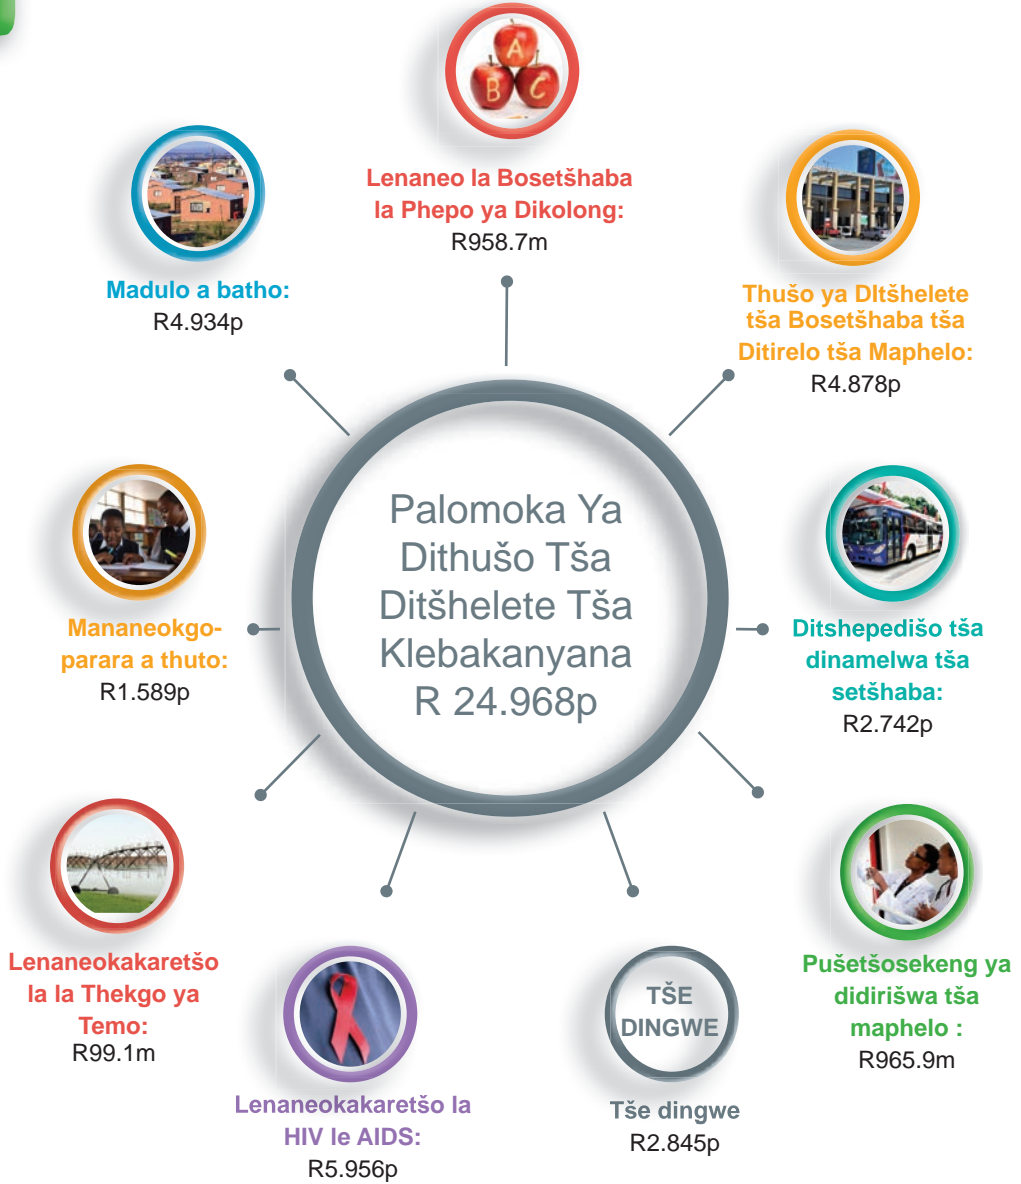 A
B C
Lenaneo la Bosetšhaba
la Phepo ya Dikolong:
R958.7m
Madulo a batho:
R4.934p
Thušo ya DItšhelete
tša Bosetšhaba tša
Ditirelo tša Maphelo:
R4.878p
Palomoka Ya
Dithušo Tša
Ditšhelete Tša
Klebakanyana
R 24.968p
Mananeokgo-
parara a thuto:
R1.589p
Ditshepedišo tša
dinamelwa tša
setšhaba:
R2.742p
Lenaneokakaretšo
la la Thekgo ya
Temo:
R99.1m
Pušetšosekeng ya
didirišwa tša
maphelo :
R965.9m
Lenaneokakaretšo la
HIV le AIDS:
R5.956p
TŠE
DINGWE
Tše dingwe
R2.845p